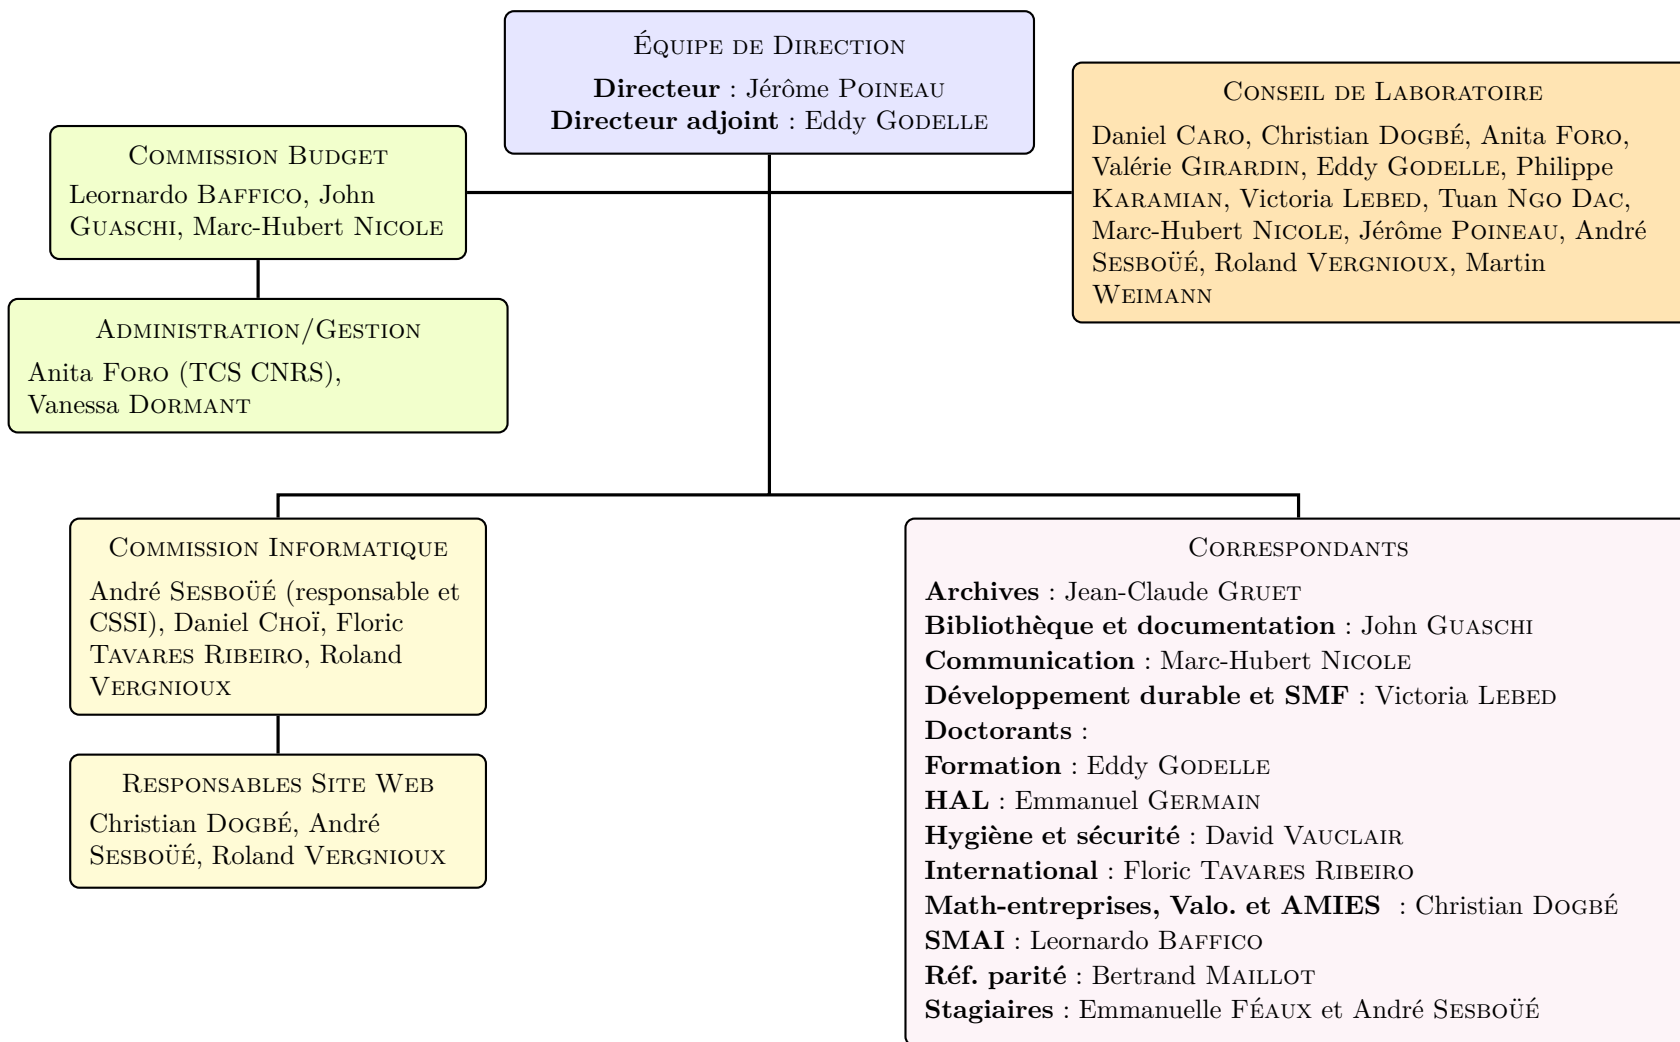 Équipe de Direction
Directeur : Jérôme Poineau
Directeur adjoint : Eddy Godelle
Conseil de Laboratoire
Daniel Caro, Christian Dogbé, Anita Foro,
Valérie Girardin, Eddy Godelle, Philippe
Karamian, Victoria Lebed, Tuan Ngo Dac,
Marc-Hubert Nicole, Jérôme Poineau, André
Sesboüé, Roland Vergnioux, Martin
Weimann
Commission Budget
Leornardo Baffico, John
Guaschi, Marc-Hubert Nicole
Administration/Gestion
Anita Foro (TCS CNRS),
Vanessa Dormant
Commission Informatique
André Sesboüé (responsable et
CSSI), Daniel Choï, Floric
Tavares Ribeiro, Roland
Vergnioux
Responsables Site Web
Christian Dogbé, André
Sesboüé, Roland Vergnioux
Correspondants
Archives : Jean-Claude Gruet
Bibliothèque et documentation : John Guaschi
Communication : Marc-Hubert Nicole
Développement durable et SMF : Victoria Lebed
Doctorants :
Formation : Eddy Godelle
HAL : Emmanuel Germain
Hygiène et sécurité : David Vauclair
International : Floric Tavares Ribeiro
Math-entreprises, Valo. et AMIES : Christian Dogbé
SMAI : Leornardo Baffico
Réf. parité : Bertrand Maillot
Stagiaires : Emmanuelle Féaux et André Sesboüé